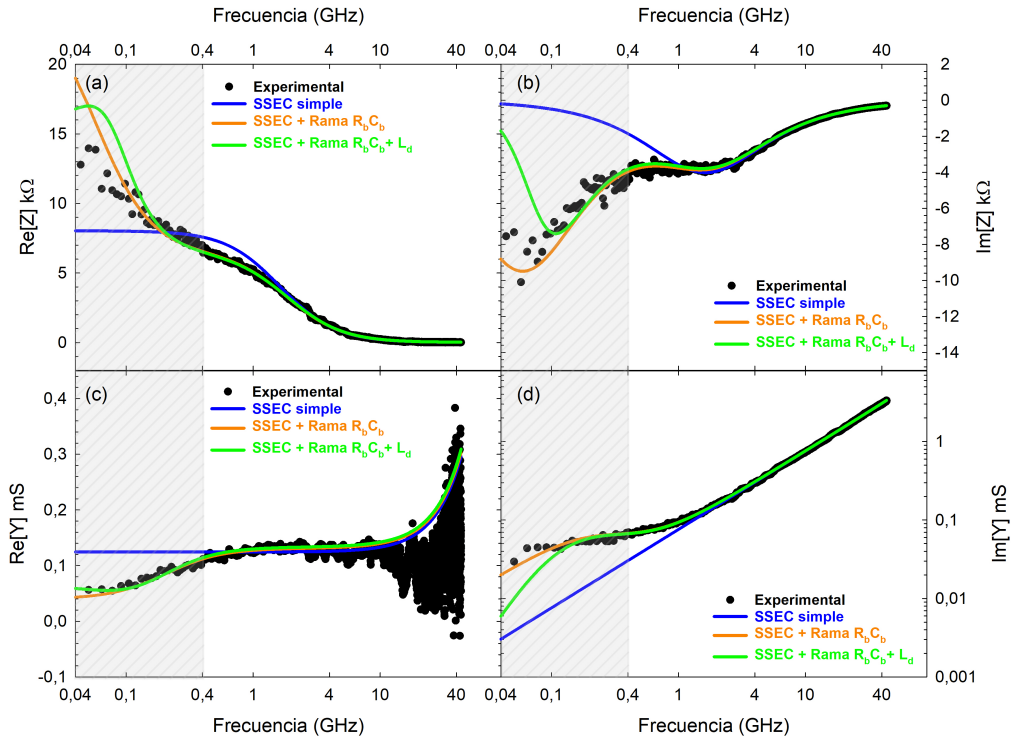 Frecuencia (GHz) Frecuencia (GHz)
0,04 0,1 0,4 1 4 10 40 0,04 0,1 0,4 1 4 10 40
20 (a) (b) 2
Experimental
SSEC simple
SSEC + Rama RbCb
SSEC + Rama RbCb+ Ld
15
10
5
0
Re[Z] kΩ
0
-2
-4
-6
-8
-10
-12
-14
Im[Z] kΩ
Experimental
SSEC simple
SSEC + Rama RbCb
SSEC + Rama RbCb+ Ld
(c) (d)
Experimental
SSEC simple
SSEC + Rama RbCb
SSEC + Rama RbCb+ Ld
0,4
0,3
0,2
0,1
0,0
-0,1
Re[Y] mS
1
0,1
0,01
0,001
Im[Y] mS
Experimental
SSEC simple
SSEC + Rama RbCb
SSEC + Rama RbCb+ Ld
0,04 0,1 0,4 1 4 10 40 0,04 0,1 0,4 1 4 10 40
Frecuencia (GHz) Frecuencia (GHz)